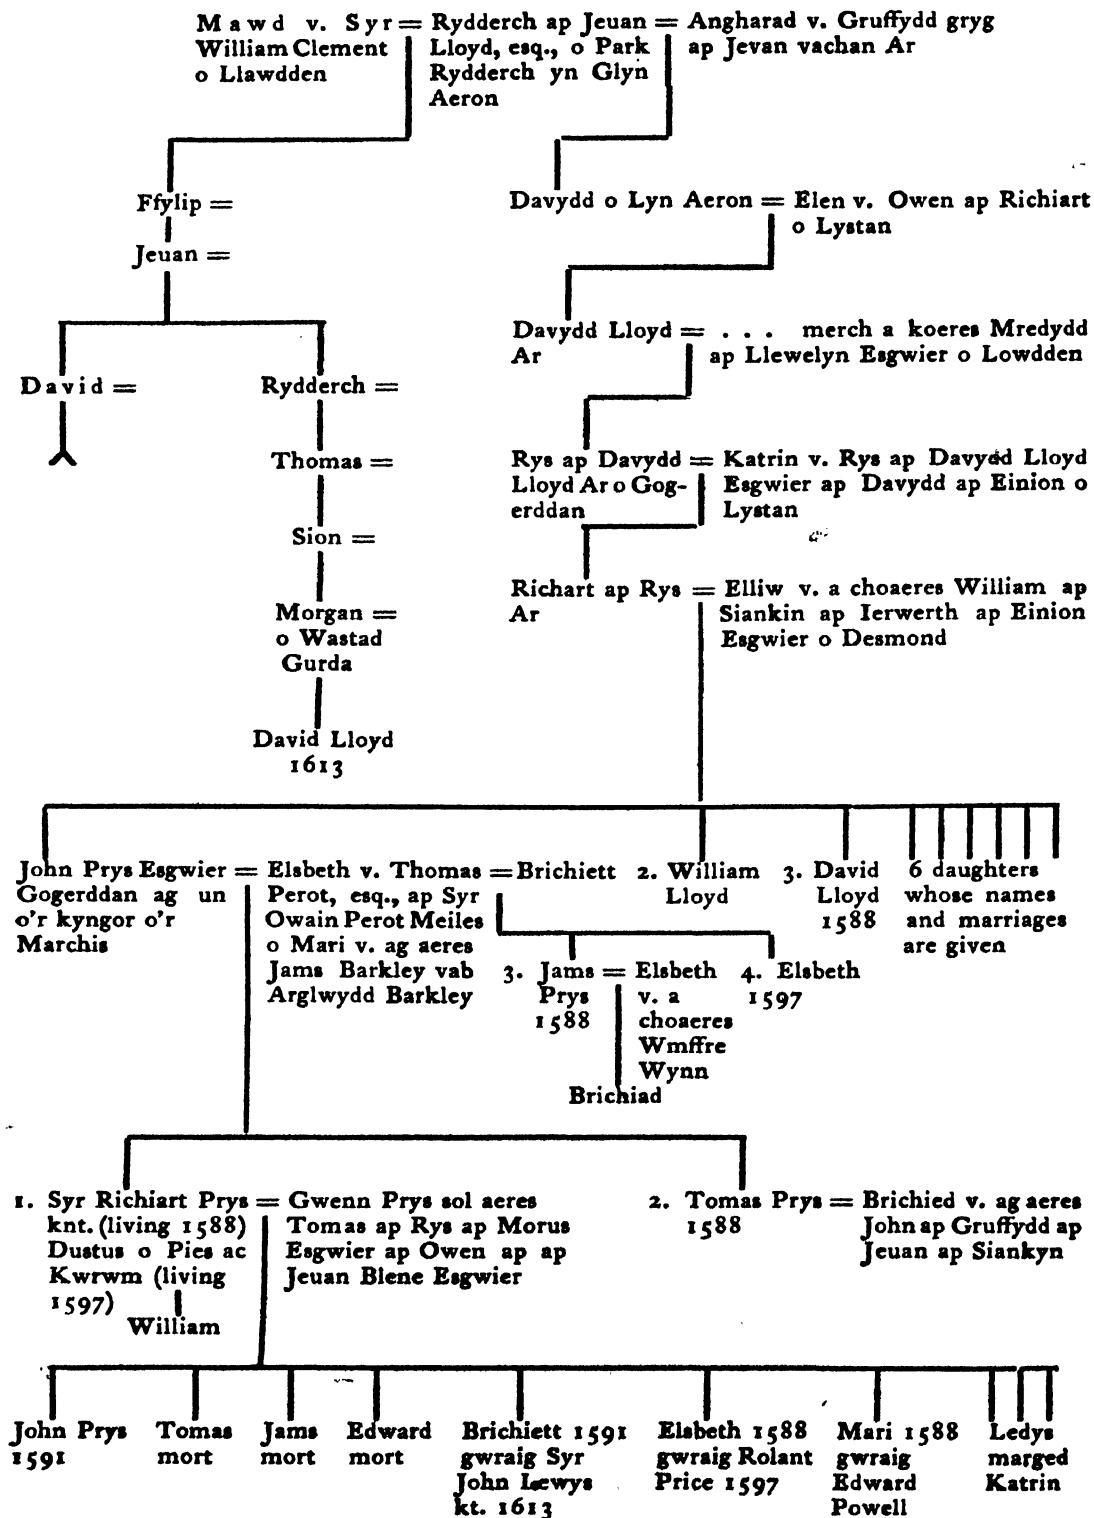 Mawd v. Syr = Rydderch ap Jeuan = Angharad v. Gruffydd gryg
William Clement Lloyd, esq., o Park ap Jevan vachan Ar
o Llawdden Rydderch yn Glyn
Aeron
Ffylip = Davydd o Lyn Aeron = Elen v. Owen ap Richiart
o Lystan
Jeuan =
Davydd Lloyd = . . . merch a koeres Mredydd
Ar ap Llewelyn Esgwier o Lowdden
David = Rydderch =
Thomas = Rys ap Davydd = Katrin v. Rys ap Davydd Lloyd
Lloyd Ar o Gog- Esgwier ap Davydd ap Einion o
erddan Lystan
Sion =
Richart ap Rys = Elliw v. a choaeres William ap
Ar Siankin ap Ierwerth ap Einion
Esgwier o Desmond
Morgan =
o Wastad
Gurda
David Lloyd
1613
John Prys Esgwier = Elsbeth v. Thomas = Brichiett 2. William 3. David 6 daughters
Gogerddan ag un Perot, esq., ap Syr Lloyd Lloyd whose names
o'r kyngor o'r Owain Perot Meiles 1588 and marriages
Marchis o Mari v. ag aeres are given
Jams Barkley vab 3. Jams = Elsbeth 4. Elsbeth
Arglwydd Barkley Prys v. a 1597
1588 choaeres
Wmffre
Wynn
Brichiad
1. Syr Richiart Prys = Gwenn Prys sol aeres 2. Tomas Prys = Brichied v. ag aeres
knt. (living 1588) Tomas ap Rys ap Morus 1588 John ap Gruffydd ap
Dustus o Pies ac Esgwier ap Owen ap ap Jeuan ap Siankyn
Kwrwm (living Jeuan Blene Esgwier
1597)
William
John Prys Tomas Jams Edward Brichiett 1591 Elsbeth 1588 Mari 1588 Ledys
1591 mort mort mort gwraig Syr gwraig Rolant gwraig marged
John Lewys Price 1597 Edward Katrin
kt. 1613 Powell